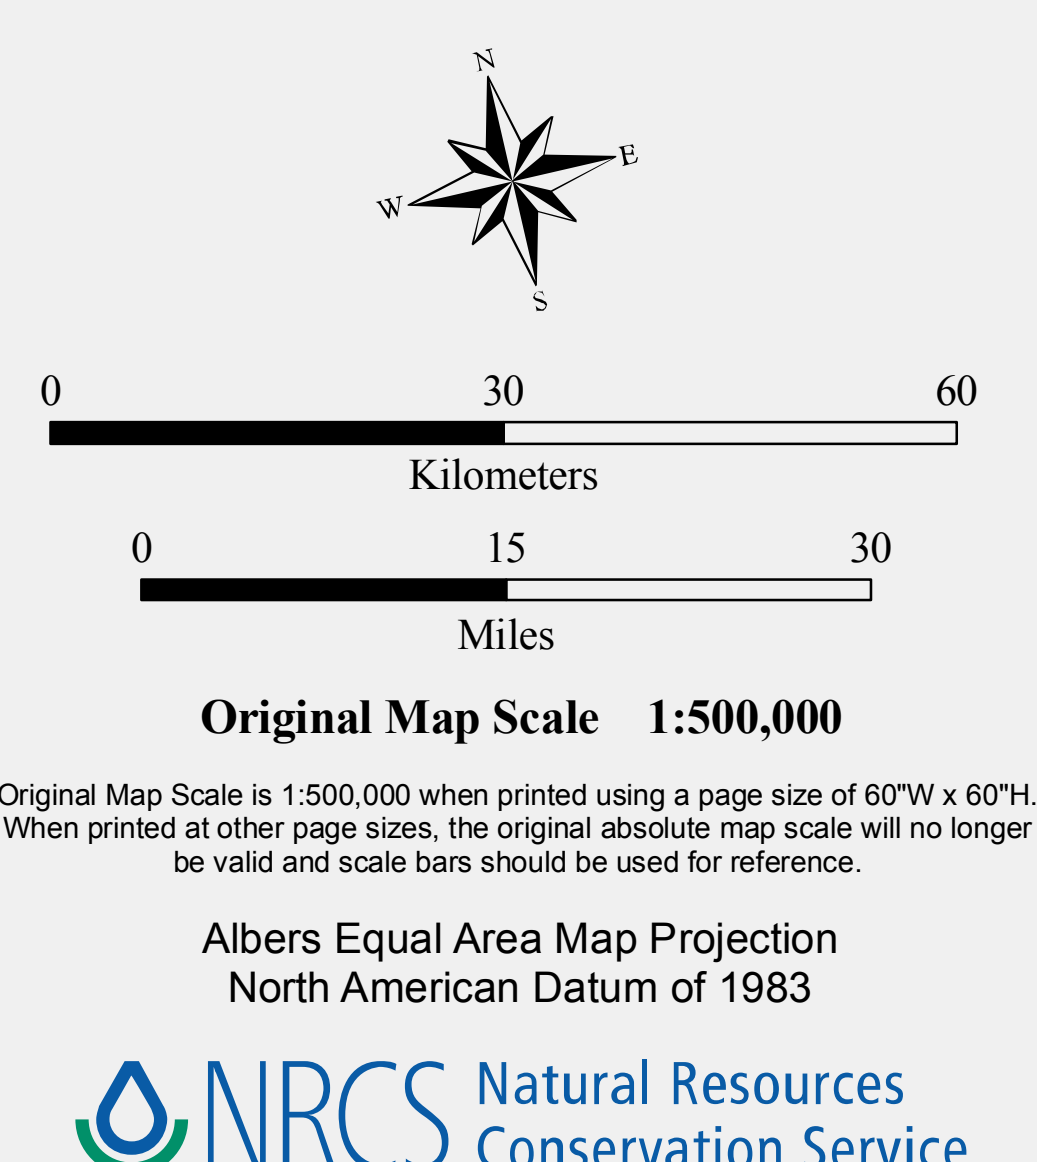 N
E
W
S
0 30 60
Kilometers
0 15 30
Miles
Original Map Scale 1:500,000
Original Map Scale is 1:500,000 when printed using a page size of 60"W x 60"H.
When printed at other page sizes, the original absolute map scale will no longer
be valid and scale bars should be used for reference.
Albers Equal Area Map Projection
North American Datum of 1983
NRCS Natural Resources
Conservation Service